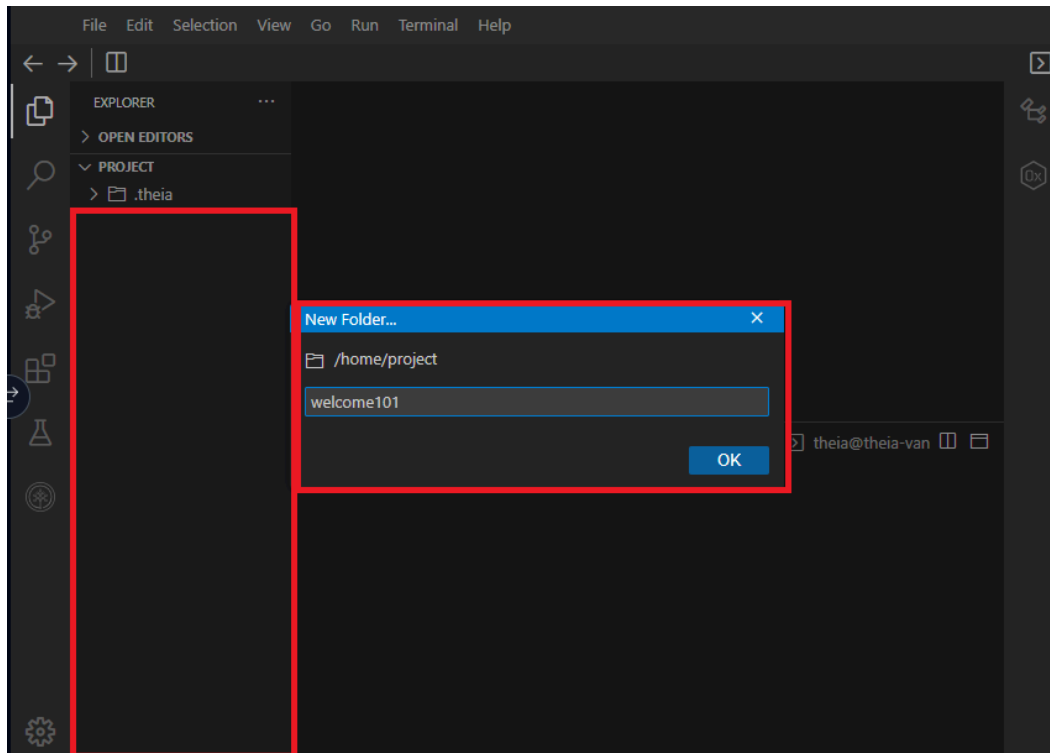 File Edit Selection View Go Run Terminal Help
EXPLORER ...
OPEN EDITORS
PROJECT
.theia
0x
New Folder...
/home/project
welcome101
OK
theia@theia-van